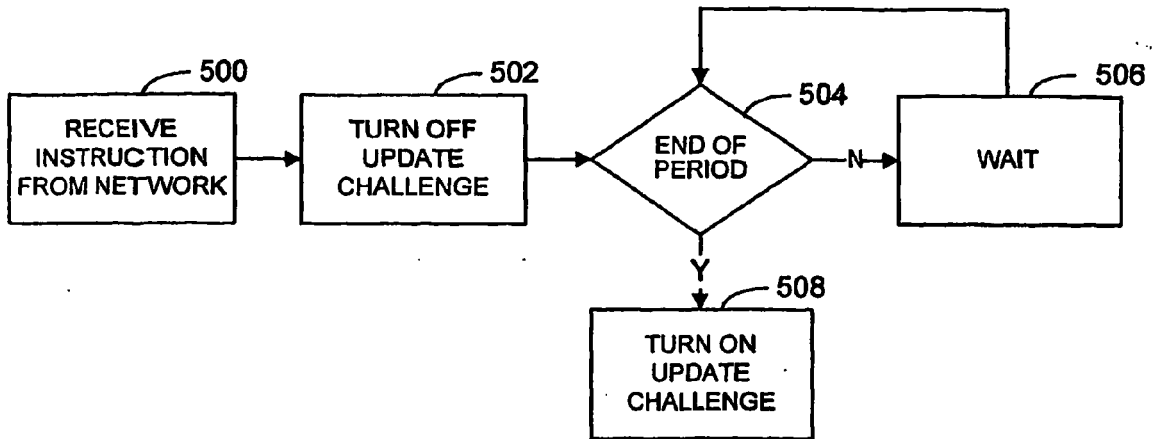 500
RECEIVE
INSTRUCTION
FROM NETWORK
502
TURN OFF
UPDATE
CHALLENGE
504
END OF
PERIOD
N
506
WAIT
Y
508
TURN ON
UPDATE
CHALLENGE